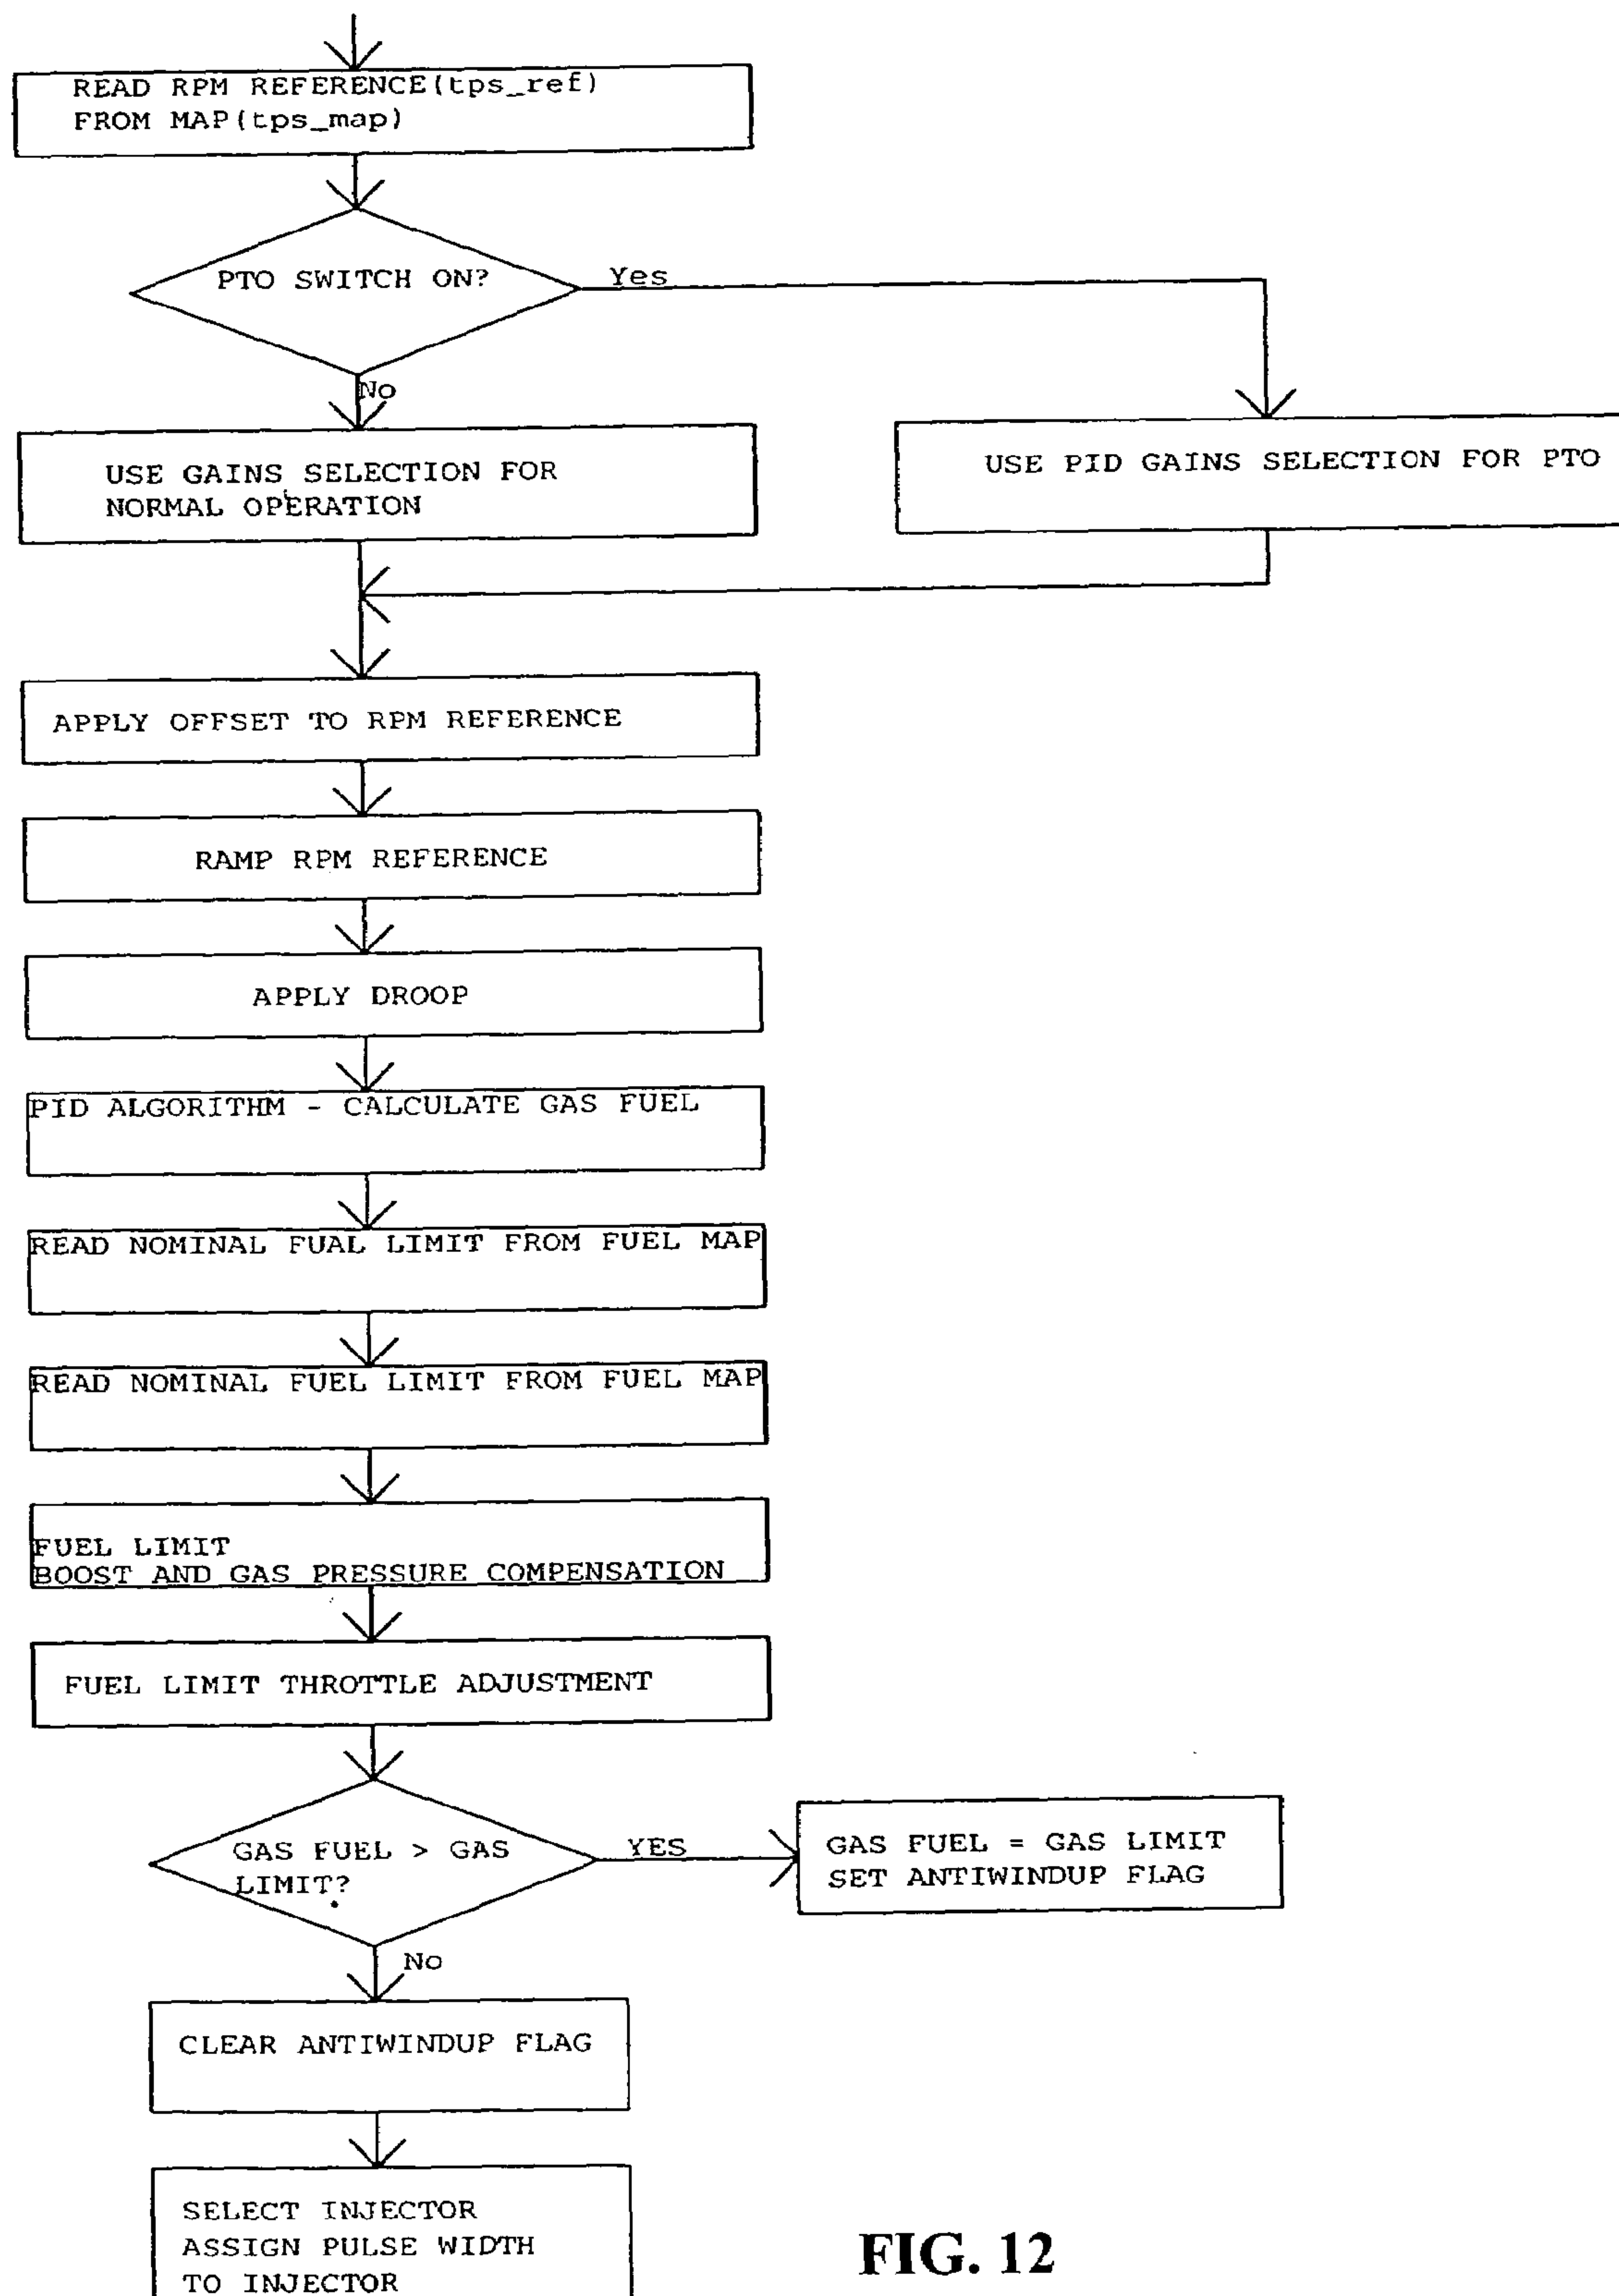 READ RPM REFERENCE(tps_ref)
FROM MAP(tps_map)
PTO SWITCH ON?
Yes
No
USE GAINS SELECTION FOR
NORMAL OPERATION
USE PID GAINS SELECTION FOR PTO
APPLY OFFSET TO RPM REFERENCE
RAMP RPM REFERENCE
APPLY DROOP
PID ALGORITHM - CALCULATE GAS FUEL
READ NOMINAL FUAL LIMIT FROM FUEL MAP
READ NOMINAL FUEL LIMIT FROM FUEL MAP
FUEL LIMIT
BOOST AND GAS PRESSURE COMPENSATION
FUEL LIMIT THROTTLE ADJUSTMENT
GAS FUEL > GAS
LIMIT?
YES
GAS FUEL = GAS LIMIT
SET ANTIWINDUP FLAG
No
CLEAR ANTIWINDUP FLAG
SELECT INJECTOR
ASSIGN PULSE WIDTH
TO INJECTOR
FIG. 12